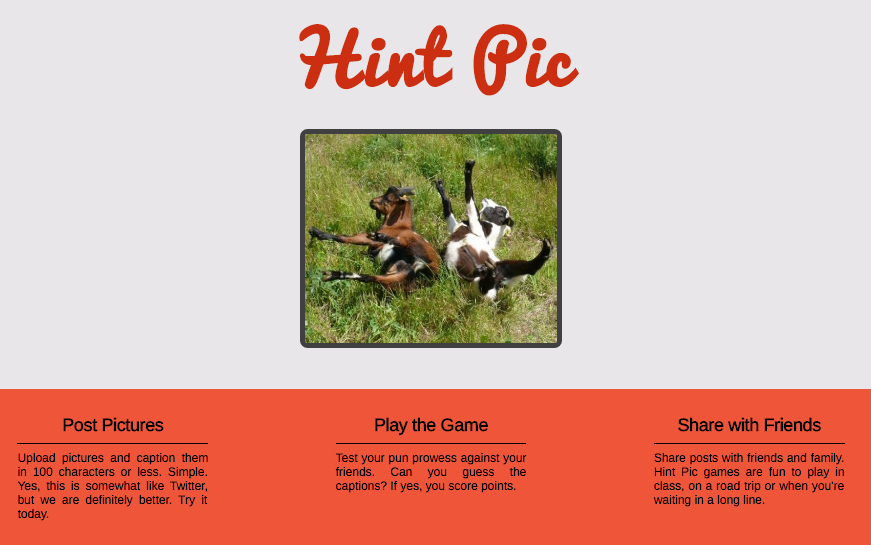 Hint Pic
Post Pictures
Upload pictures and caption them
in 100 characters or less. Simple.
Yes, this is somewhat like Twitter,
but we are definitely better. Try it
today.
Play the Game
Test your pun prowess against your
friends. Can you guess the
captions? If yes, you score points.
Share with Friends
Share posts with friends and family.
Hint Pic games are fun to play in
class, on a road trip or when you're
waiting in a long line.